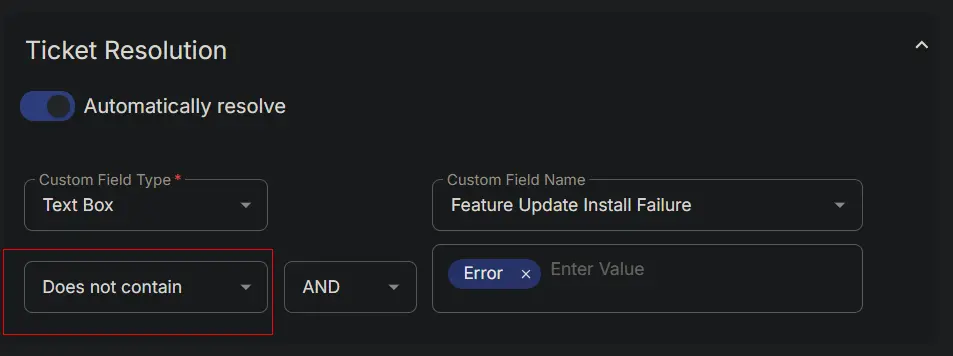 Ticket Resolution
Automatically resolve
Custom Field Type *
Text Box
Custom Field Name
Feature Update Install Failure
Does not contain
AND
Error × Enter Value